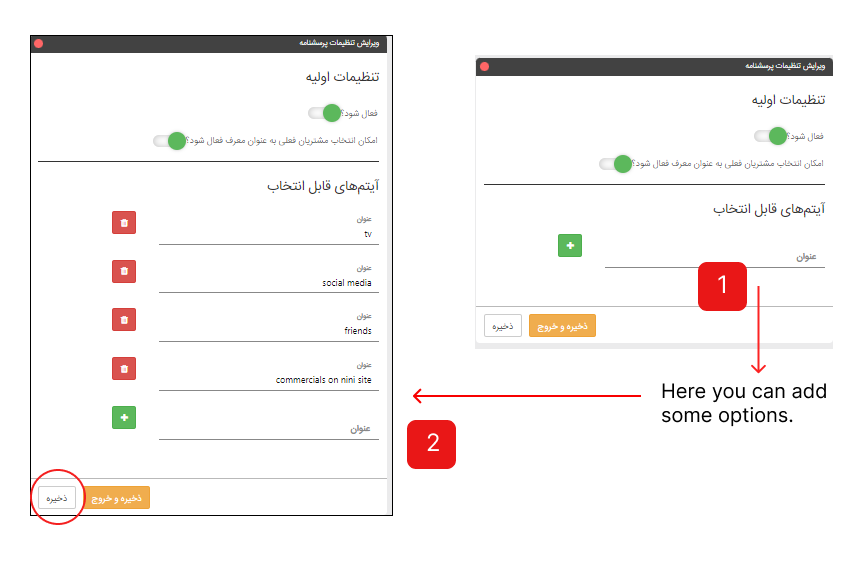 ویرایش تنظیمات پرسشنامه
تنظیمات اولیه
فعال شود؟
امکان انتخاب مشتریان فعلی به عنوان معرف فعال شود؟
آیتم‌های قابل انتخاب
عنوان
tv
عنوان
social media
عنوان
friends
عنوان
commercials on nini site
عنوان
ذخیره و خروج
ذخیره
2
ویرایش تنظیمات پرسشنامه
تنظیمات اولیه
فعال شود؟
امکان انتخاب مشتریان فعلی به عنوان معرف فعال شود؟
آیتم‌های قابل انتخاب
عنوان
1
ذخیره و خروج
ذخیره
Here you can add
some options.